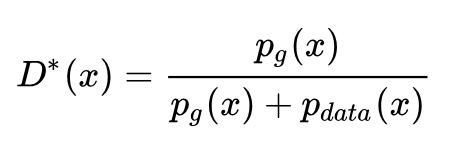 D*(x) = p_g(x) / (p_g(x) + p_data(x))